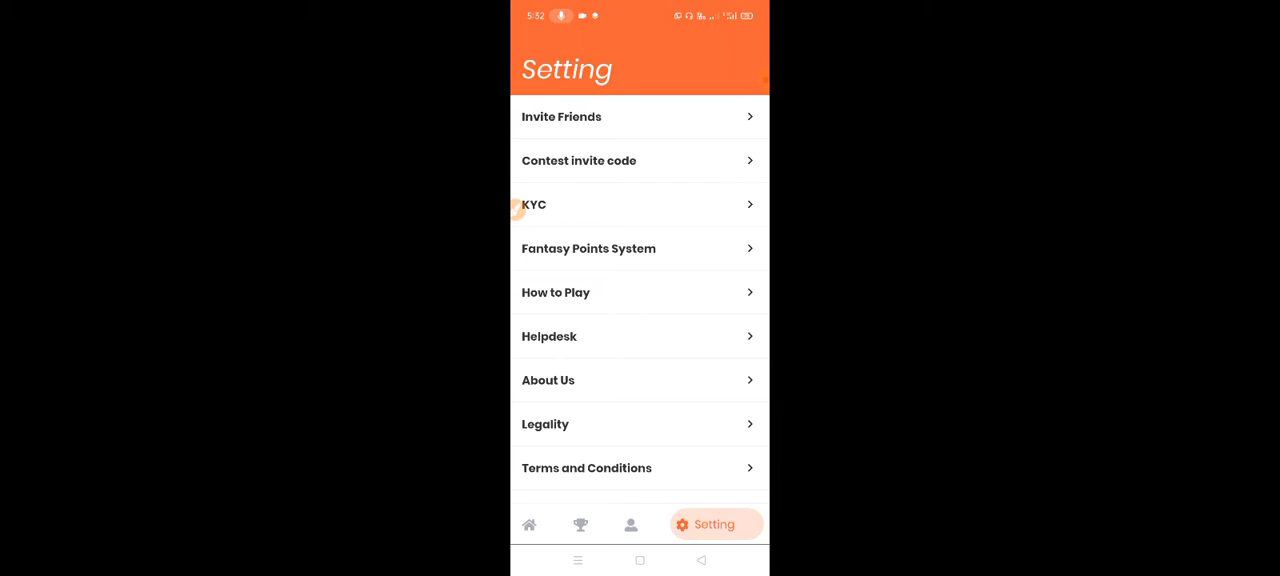 5:32
Setting
Invite Friends
Contest invite code
KYC
Fantasy Points System
How to Play
Helpdesk
About Us
Legality
Terms and Conditions
Setting